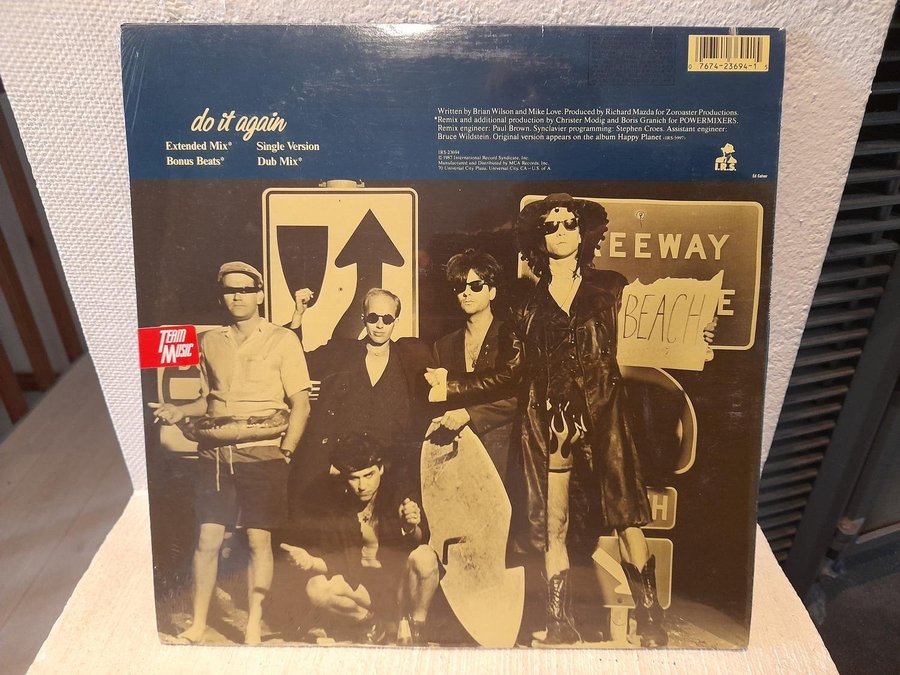 0 7674-23694-1 5
do it again
Extended Mix* Single Version
Bonus Beats* Dub Mix*
Written by Brian Wilson and Mike Love. Produced by Richard Mazda for Zoroaster Productions.
*Remix and additional production by Christer Modig and Boris Granich for POWERMIXERS.
Remix engineer: Paul Brown. Synclavier programming: Stephen Croes. Assistant engineer:
Bruce Wildstein. Original version appears on the album Happy Planet (IRS-5997)
IRS-23694
© 1987 International Record Syndicate, Inc.
Manufactured and Distributed by MCA Records, Inc.
70 Universal City Plaza, Universal City, CA – U.S. of A.
I.R.S.
EEWAY
BEACH
E
TEAM
MUSIC
H